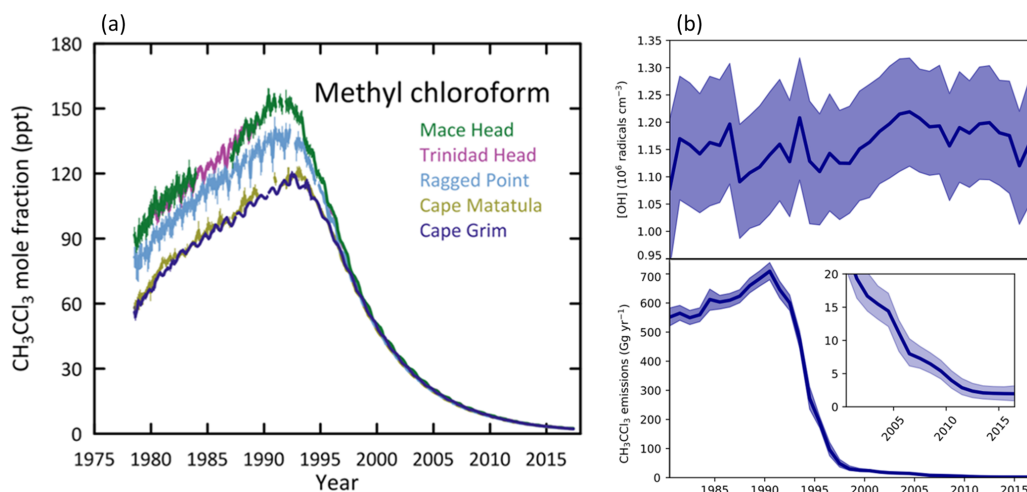 (a)
180
150
120
90
60
30
0
CH₃CCl₃ mole fraction (ppt)
Methyl chloroform
Mace Head
Trinidad Head
Ragged Point
Cape Matatula
Cape Grim
1975 1980 1985 1990 1995 2000 2005 2010 2015
Year
(b)
1.35
1.30
1.25
1.20
1.15
1.10
1.05
1.00
0.95
[OH] (10⁶ radicals cm⁻³)
700
600
500
400
300
200
100
0
CH₃CCl₃ emissions (Gg yr⁻¹)
20
15
10
5
0
2005 2010 2015
1985 1990 1995 2000 2005 2010 2015